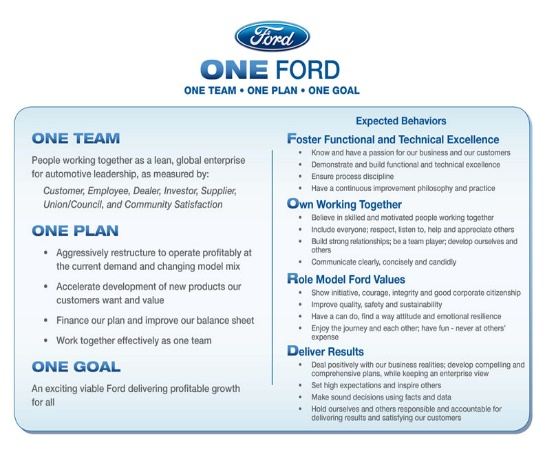 Ford
ONE FORD
ONE TEAM • ONE PLAN • ONE GOAL
ONE TEAM
People working together as a lean, global enterprise
for automotive leadership, as measured by:
Customer, Employee, Dealer, Investor, Supplier,
Union/Council, and Community Satisfaction
ONE PLAN
• Aggressively restructure to operate profitably at
the current demand and changing model mix
• Accelerate development of new products our
customers want and value
• Finance our plan and improve our balance sheet
• Work together effectively as one team
ONE GOAL
An exciting viable Ford delivering profitable growth
for all
Expected Behaviors
Foster Functional and Technical Excellence
• Know and have a passion for our business and our customers
• Demonstrate and build functional and technical excellence
• Ensure process discipline
• Have a continuous improvement philosophy and practice
Own Working Together
• Believe in skilled and motivated people working together
• Include everyone; respect, listen to, help and appreciate others
• Build strong relationships; be a team player; develop ourselves and
others
• Communicate clearly, concisely and candidly
Role Model Ford Values
• Show initiative, courage, integrity and good corporate citizenship
• Improve quality, safety and sustainability
• Have a can do, find a way attitude and emotional resilience
• Enjoy the journey and each other; have fun - never at others'
expense
Deliver Results
• Deal positively with our business realities; develop compelling and
comprehensive plans, while keeping an enterprise view
• Set high expectations and inspire others
• Make sound decisions using facts and data
• Hold ourselves and others responsible and accountable for
delivering results and satisfying our customers